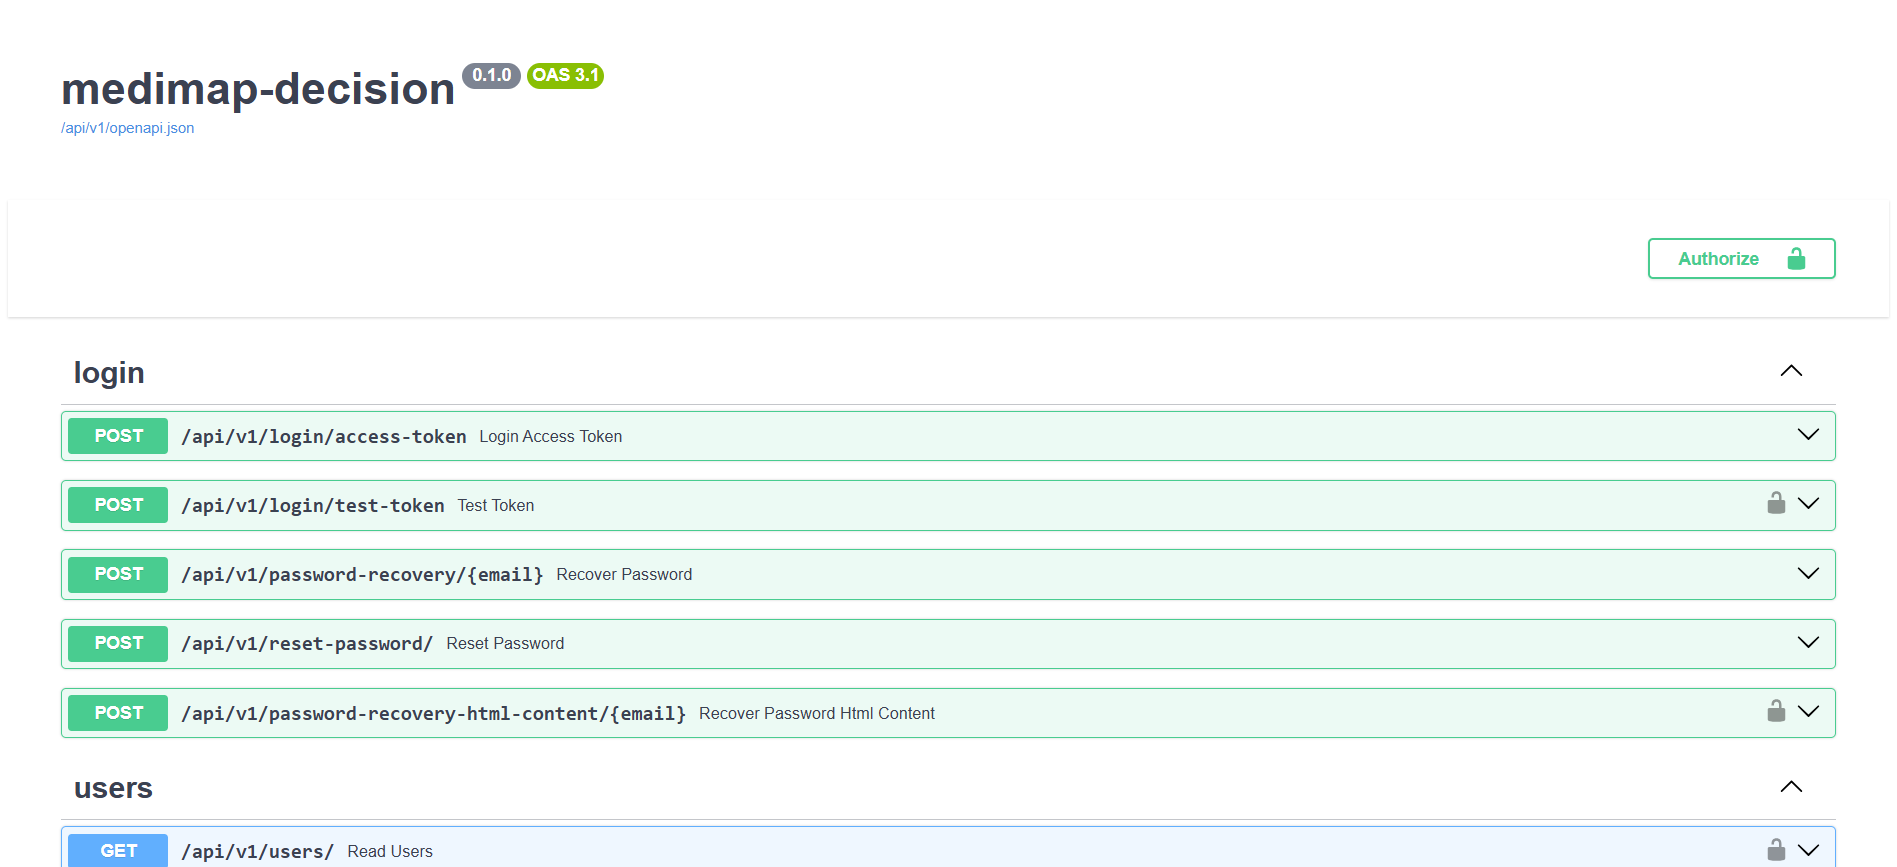 medimap-decision 0.1.0 OAS 3.1
/api/v1/openapi.json
Authorize
login
POST /api/v1/login/access-token Login Access Token
POST /api/v1/login/test-token Test Token
POST /api/v1/password-recovery/{email} Recover Password
POST /api/v1/reset-password/ Reset Password
POST /api/v1/password-recovery-html-content/{email} Recover Password Html Content
users
GET /api/v1/users/ Read Users